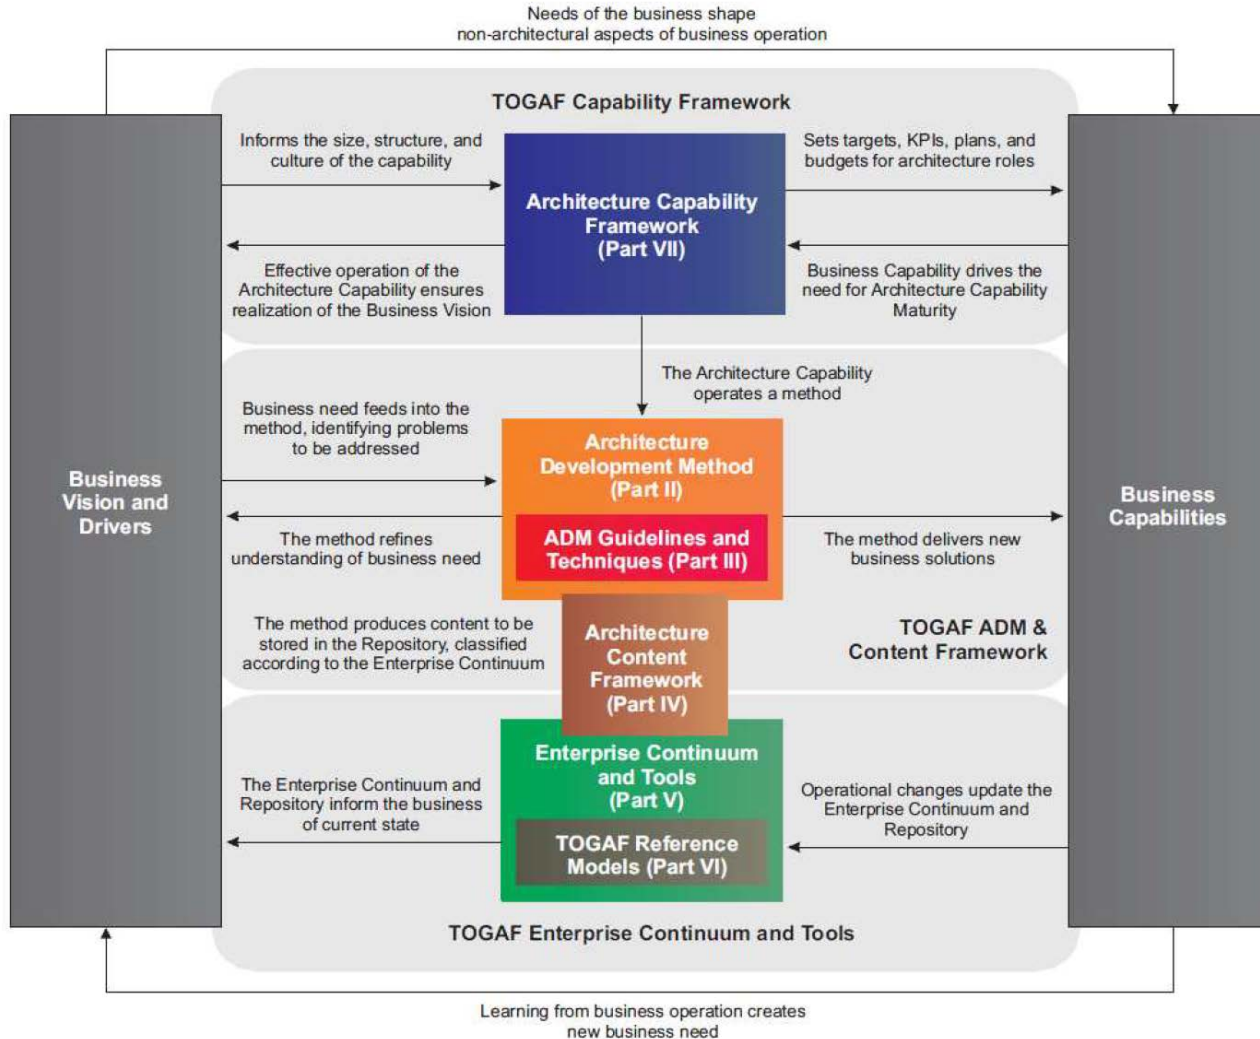 Needs of the business shape
non-architectural aspects of business operation
TOGAF Capability Framework
Informs the size, structure, and
culture of the capability
Architecture Capability
Framework
(Part VII)
Sets targets, KPIs, plans, and
budgets for architecture roles
Effective operation of the
Architecture Capability ensures
realization of the Business Vision
Business Capability drives the
need for Architecture Capability
Maturity
The Architecture Capability
operates a method
Business need feeds into the
method, identifying problems
to be addressed
Architecture
Development Method
(Part II)
Business
Vision and
Drivers
Business
Capabilities
ADM Guidelines and
Techniques (Part III)
The method refines
understanding of business need
The method delivers new
business solutions
The method produces content to be
stored in the Repository, classified
according to the Enterprise Continuum
Architecture
Content
Framework
(Part IV)
TOGAF ADM &
Content Framework
Enterprise Continuum
and Tools
(Part V)
The Enterprise Continuum and
Repository inform the business
of current state
Operational changes update the
Enterprise Continuum and
Repository
TOGAF Reference
Models (Part VI)
TOGAF Enterprise Continuum and Tools
Learning from business operation creates
new business need